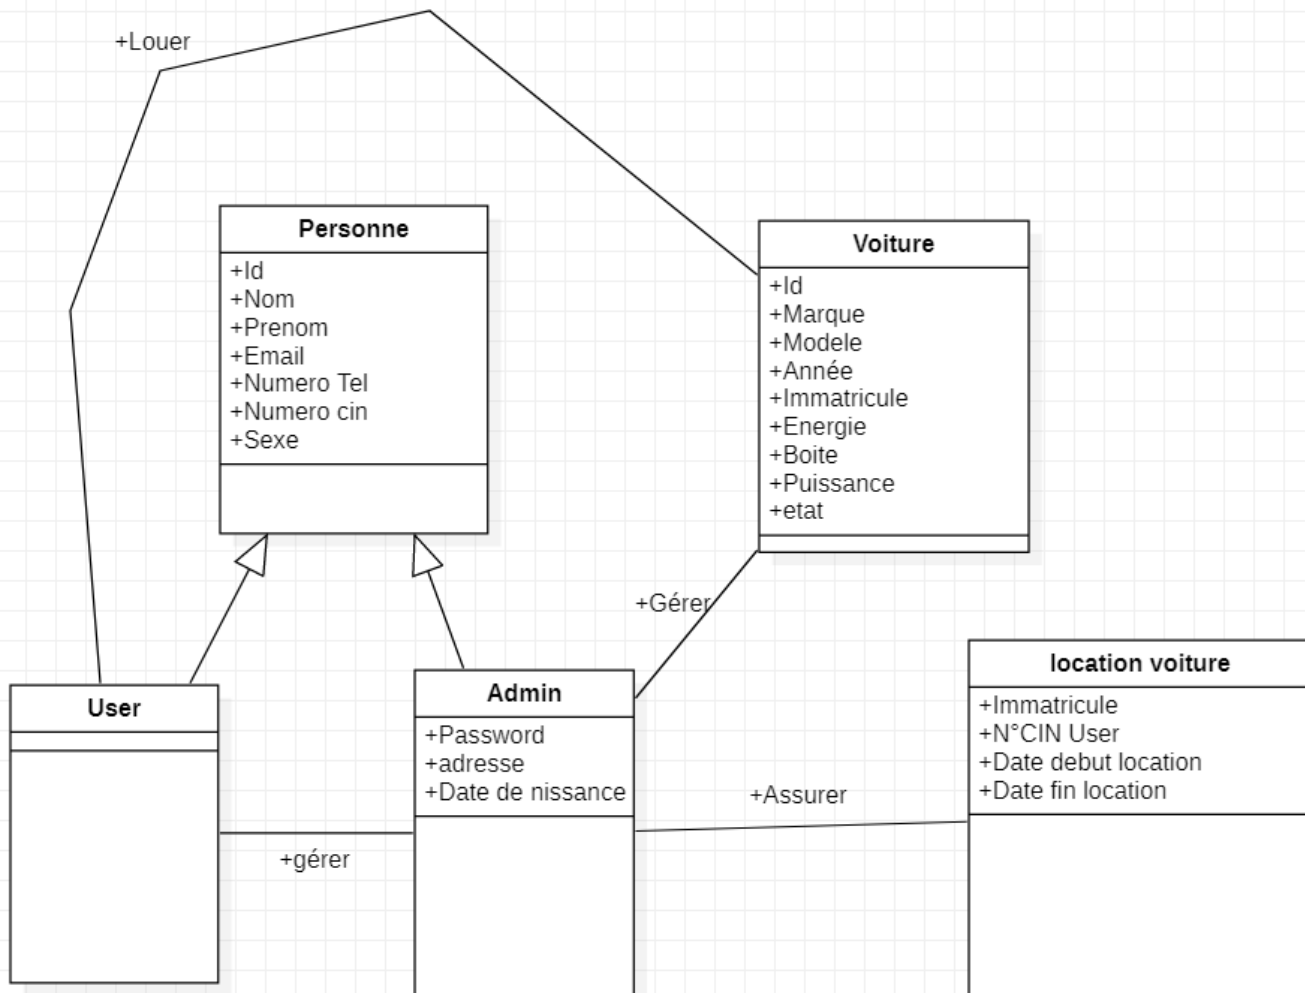 +Louer
Personne
+Id
+Nom
+Prenom
+Email
+Numero Tel
+Numero cin
+Sexe
Voiture
+Id
+Marque
+Modele
+Année
+Immatricule
+Energie
+Boite
+Puissance
+etat
+Gérer
User
Admin
+Password
+adresse
+Date de nissance
+gérer
+Assurer
location voiture
+Immatricule
+N°CIN User
+Date debut location
+Date fin location